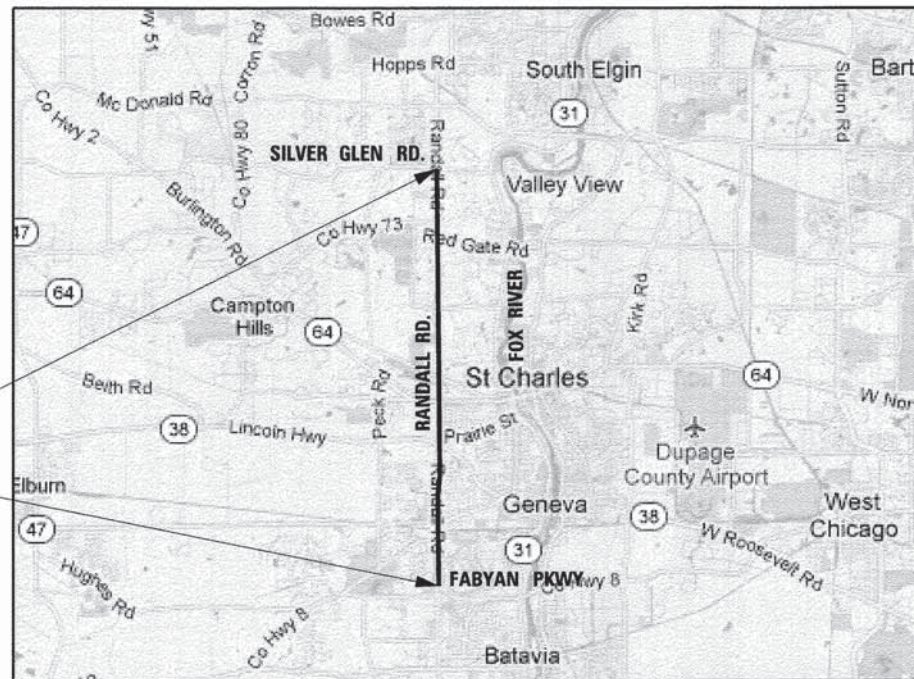 Bowes Rd
wy 51
Corron Rd
Hopps Rd
South Elgin
Sutton Rd
Bart
Mc Donald Rd
31
Co Hwy 2
Co Hwy 80
SILVER GLEN RD.
Randall Rd
Valley View
Burlington Rd
Co Hwy 73
47
Red Gate Rd
64
Campton
Hills
64
RANDALL RD.
FOX RIVER
Kirk Rd
Beith Rd
Peck Rd
St Charles
64
W Nor
38
Lincoln Hwy
Prairie St
Dupage
County Airport
Elburn
Randall Rd
Geneva
38
West
Chicago
47
31
W Roosevelt Rd
Hughes Rd
FABYAN PKWY
Co Hwy 8
Co Hwy 8
Batavia